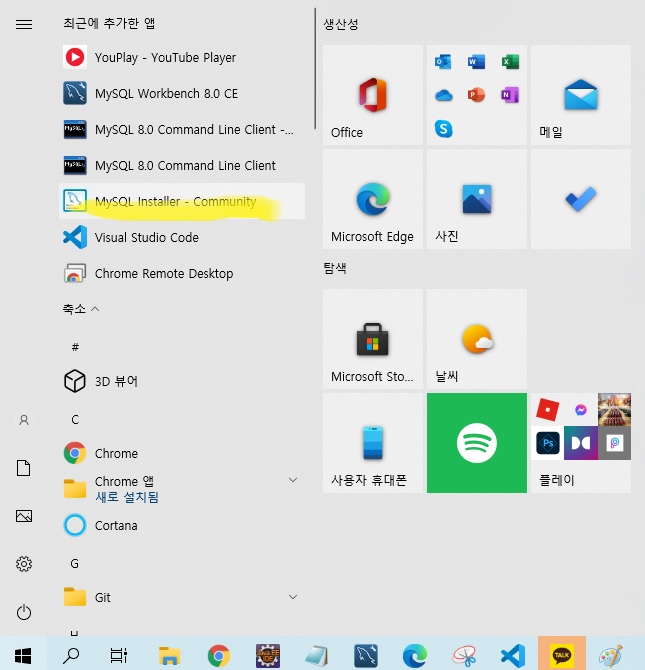 최근에 추가한 앱
YouPlay - YouTube Player
MySQL Workbench 8.0 CE
MySQL 8.0 Command Line Client -...
MySQL 8.0 Command Line Client
MySQL Installer - Community
Visual Studio Code
Chrome Remote Desktop
축소
#
3D 뷰어
C
Chrome
Chrome 앱
새로 설치됨
Cortana
G
Git
H
생산성
Office
메일
Microsoft Edge
사진
탐색
Microsoft Sto...
날씨
사용자 휴대폰
Ps
플레이
TALK